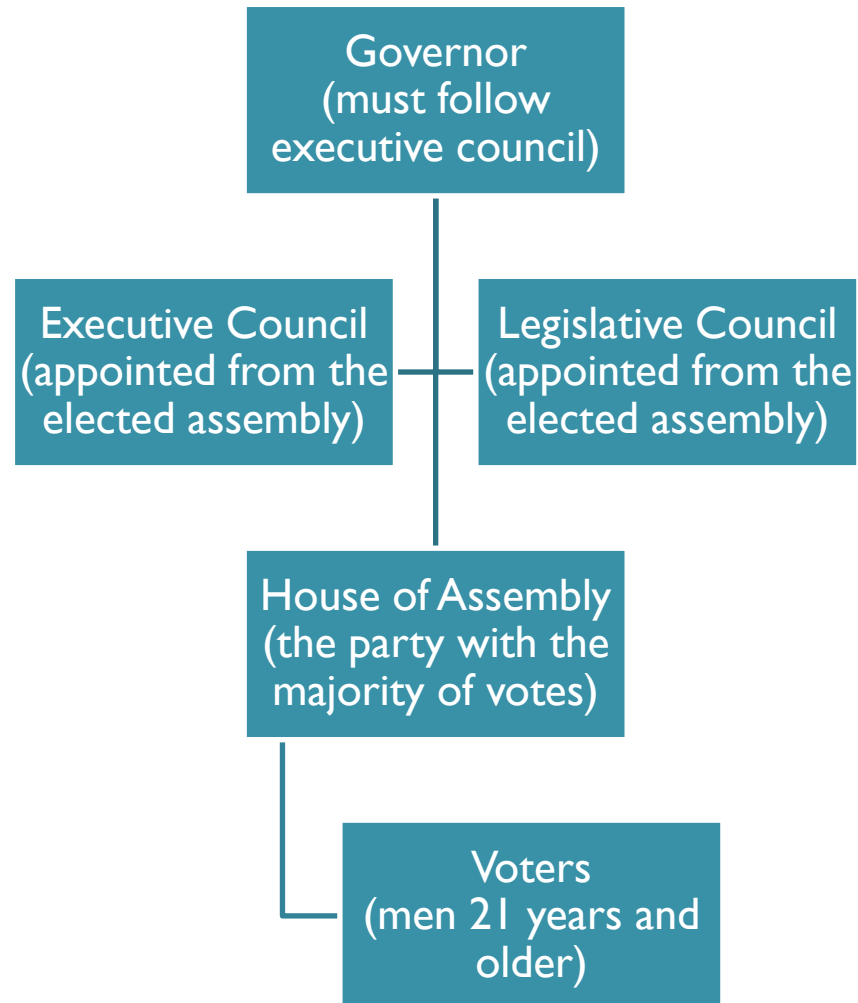 Governor
(must follow
executive council)
Executive Council
(appointed from the
elected assembly)
Legislative Council
(appointed from the
elected assembly)
House of Assembly
(the party with the
majority of votes)
Voters
(men 21 years and
older)